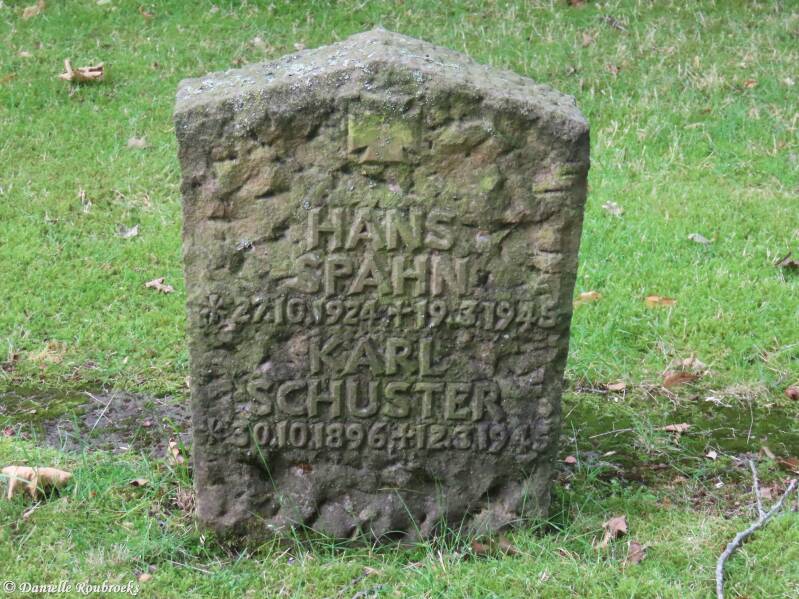 HANS
SPAHN
*27.10.1924 +19.3.1945
KARL
SCHUSTER
*30.10.1896 +12.3.1945
© Danielle Roubroeks